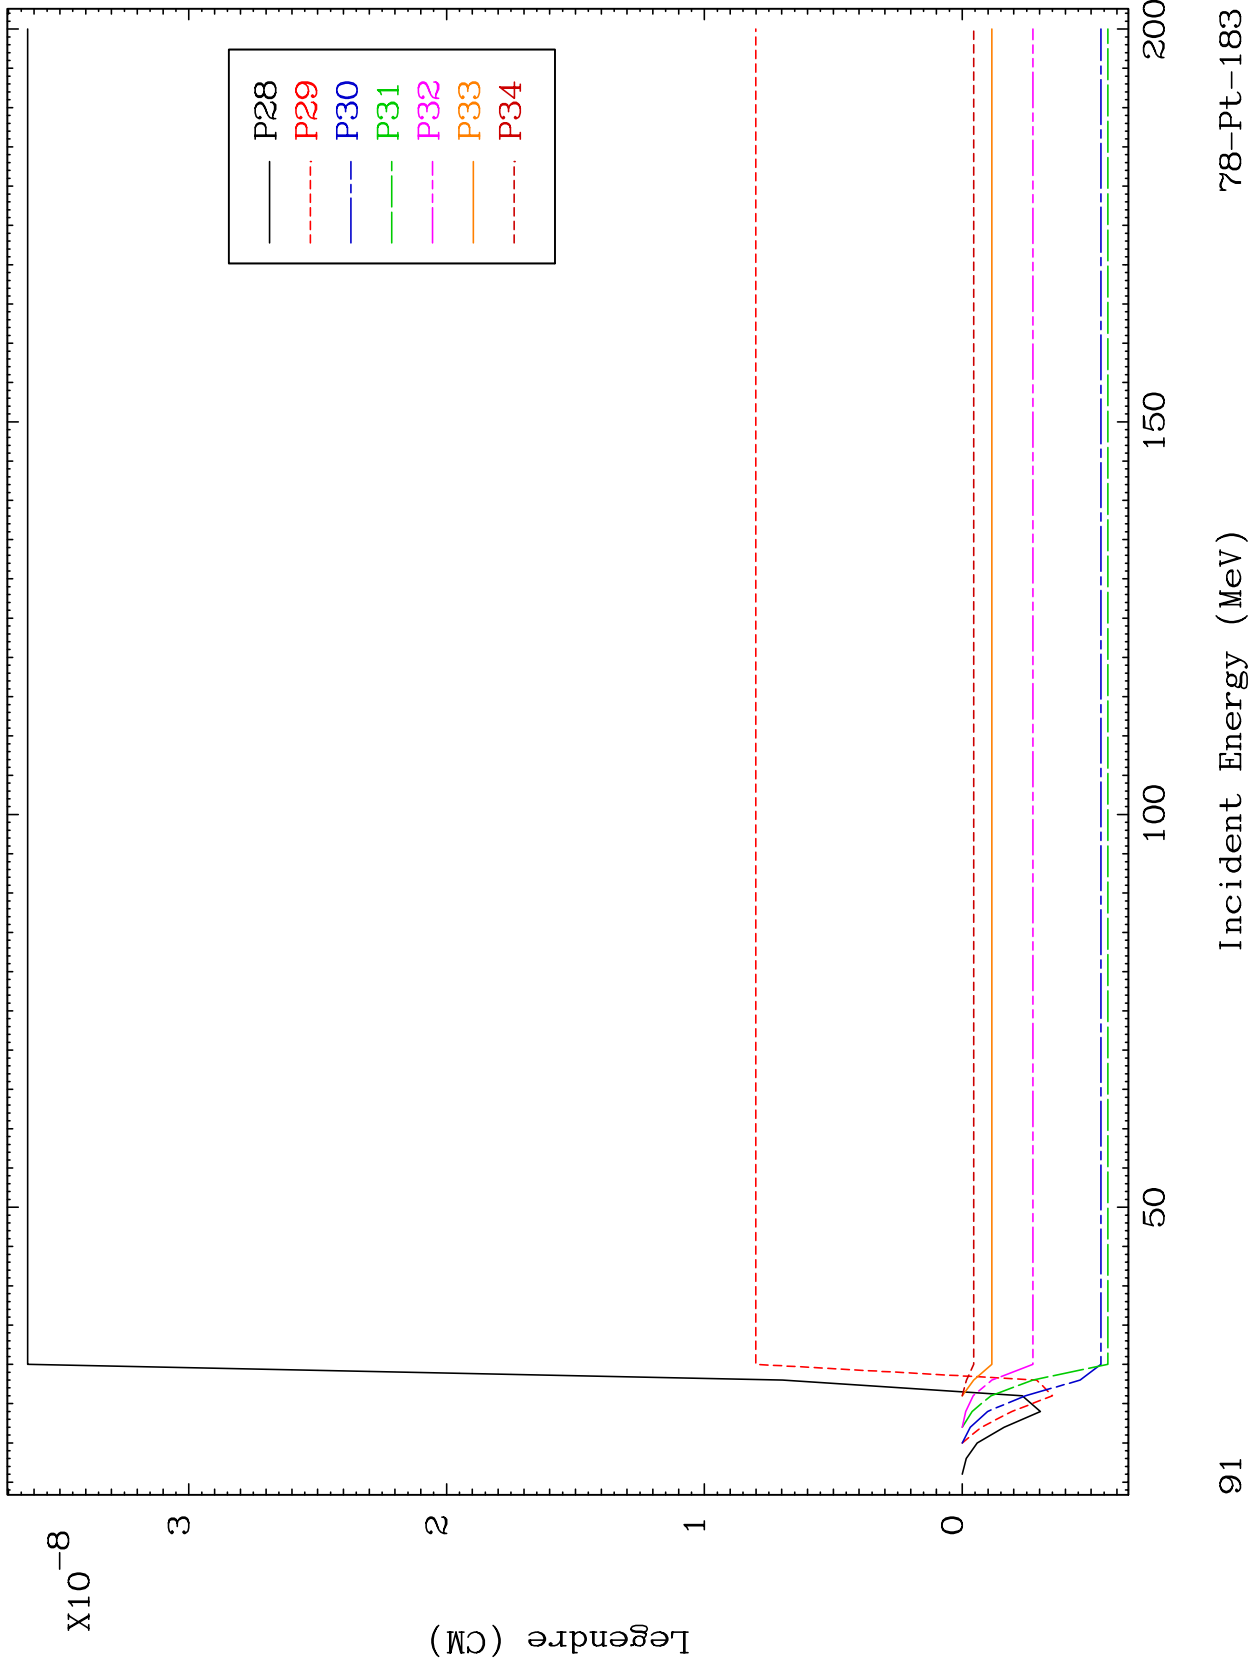 X10-8
3
2
1
0
Legendre (CM)
P28
P29
P30
P31
P32
P33
P34
50
100
150
200
Incident Energy (MeV)
91
78-Pt-183